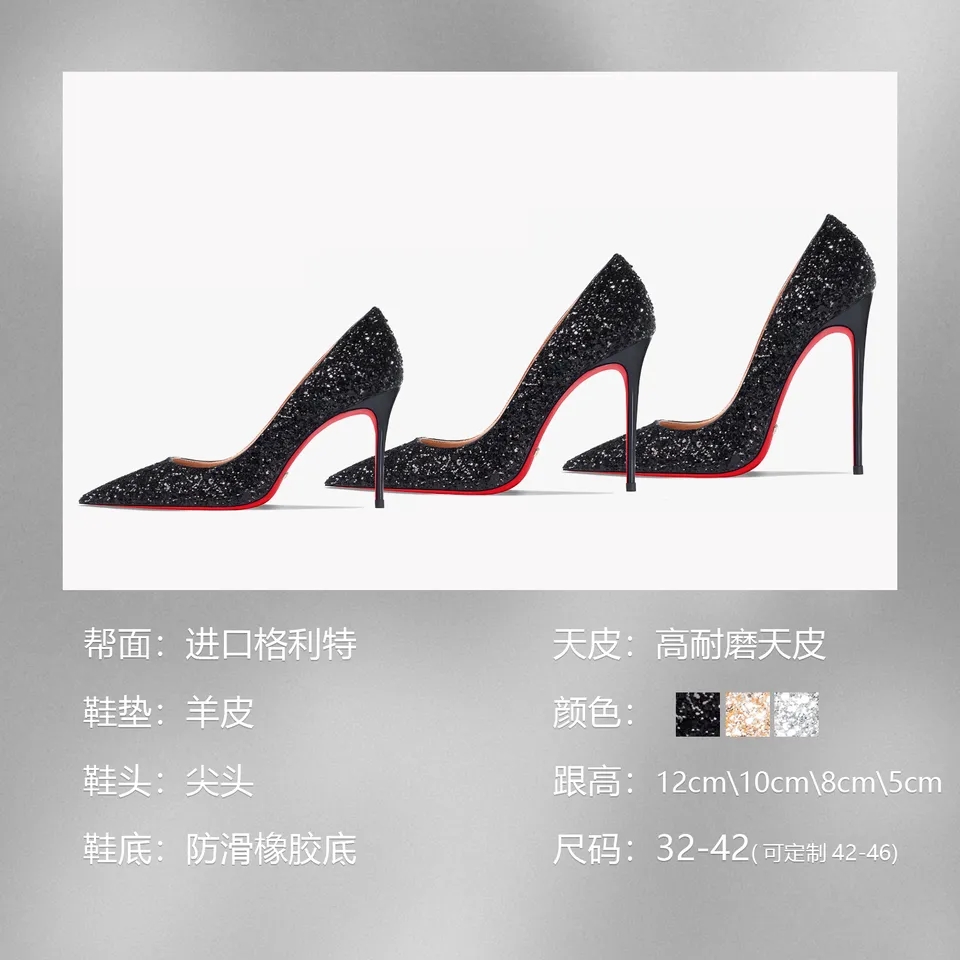 帮面：进口格利特
天皮：高耐磨天皮
鞋垫：羊皮
颜色：
鞋头：尖头
跟高：12cm\10cm\8cm\5cm
鞋底：防滑橡胶底
尺码：32-42(可定制 42-46)